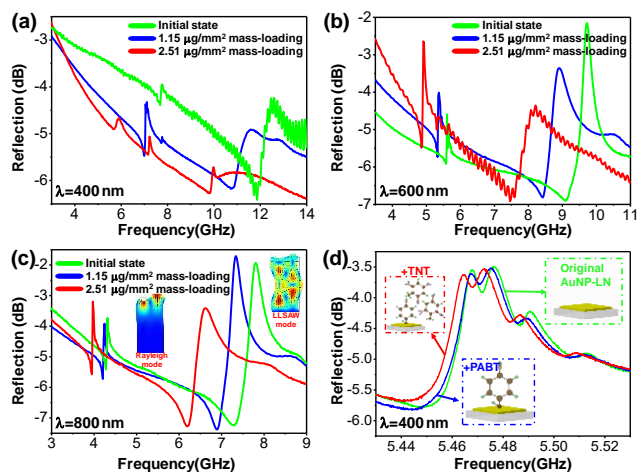 (a)
Initial state
1.15 µg/mm² mass-loading
2.51 µg/mm² mass-loading
Reflection (dB)
-3
-4
-5
-6
λ=400 nm
4 6 8 10 12 14
Frequency(GHz)
(b)
Initial state
1.15 µg/mm² mass-loading
2.51 µg/mm² mass-loading
Reflection (dB)
-2
-3
-4
-5
-6
-7
λ=600 nm
4 5 6 7 8 9 10 11
Frequency(GHz)
(c)
Initial state
1.15 µg/mm² mass-loading
2.51 µg/mm² mass-loading
Reflection (dB)
-2
-3
-4
-5
-6
-7
Rayleigh
mode
LLSAW
mode
λ=800 nm
3 4 5 6 7 8 9
Frequency(GHz)
(d)
Reflection (dB)
-3.0
-3.5
-4.0
-4.5
-5.0
-5.5
-6.0
+TNT
Original
AuNP-LN
+PABT
λ=400 nm
5.44 5.46 5.48 5.50 5.52
Frequency(GHz)